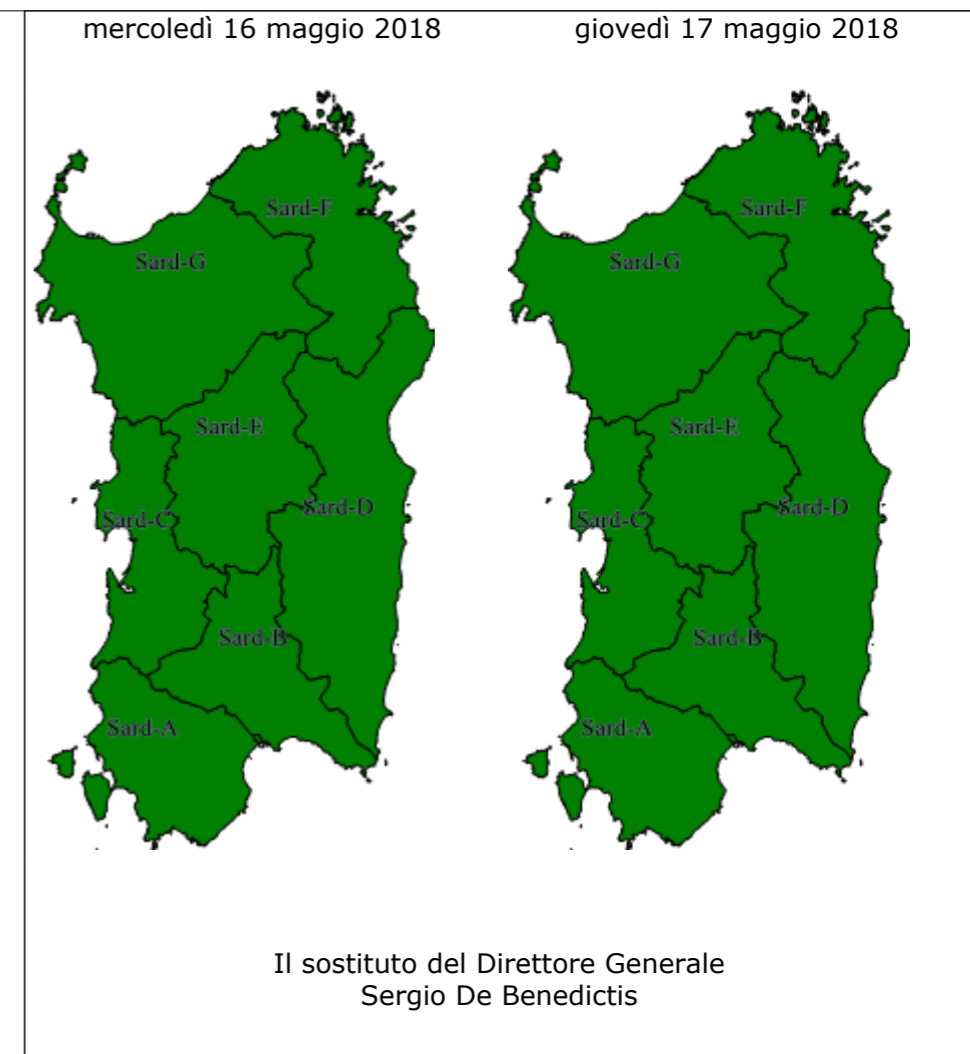 mercoledì 16 maggio 2018
giovedì 17 maggio 2018
Sard-F
Sard-G
Sard-E
Sard-D
Sard-C
Sard-B
Sard-A
Sard-F
Sard-G
Sard-E
Sard-D
Sard-C
Sard-B
Sard-A
Il sostituto del Direttore Generale
Sergio De Benedictis